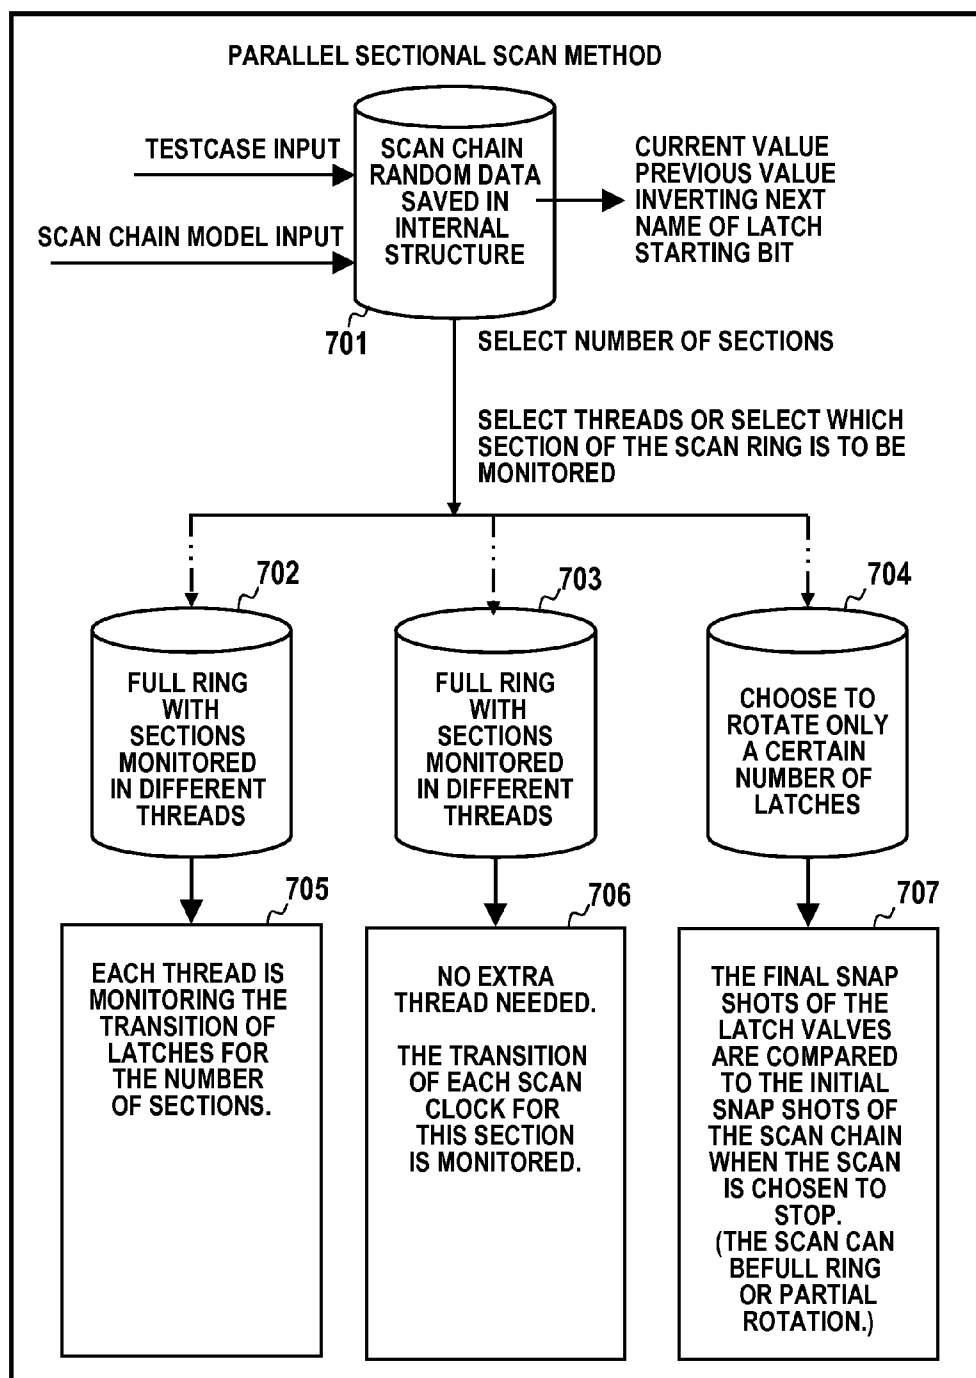 PARALLEL SECTIONAL SCAN METHOD
TESTCASE INPUT
SCAN CHAIN MODEL INPUT
SCAN CHAIN
RANDOM DATA
SAVED IN
INTERNAL
STRUCTURE
CURRENT VALUE
PREVIOUS VALUE
INVERTING NEXT
NAME OF LATCH
STARTING BIT
701
SELECT NUMBER OF SECTIONS
SELECT THREADS OR SELECT WHICH
SECTION OF THE SCAN RING IS TO BE
MONITORED
702
FULL RING
WITH
SECTIONS
MONITORED
IN DIFFERENT
THREADS
703
FULL RING
WITH
SECTIONS
MONITORED
IN DIFFERENT
THREADS
704
CHOOSE TO
ROTATE ONLY
A CERTAIN
NUMBER OF
LATCHES
705
EACH THREAD IS
MONITORING THE
TRANSITION OF
LATCHES FOR
THE NUMBER
OF SECTIONS.
706
NO EXTRA
THREAD NEEDED.
THE TRANSITION
OF EACH SCAN
CLOCK FOR
THIS SECTION
IS MONITORED.
707
THE FINAL SNAP
SHOTS OF THE
LATCH VALVES
ARE COMPARED
TO THE INITIAL
SNAP SHOTS OF
THE SCAN CHAIN
WHEN THE SCAN
IS CHOSEN TO
STOP.
(THE SCAN CAN
BEFULL RING
OR PARTIAL
ROTATION.)